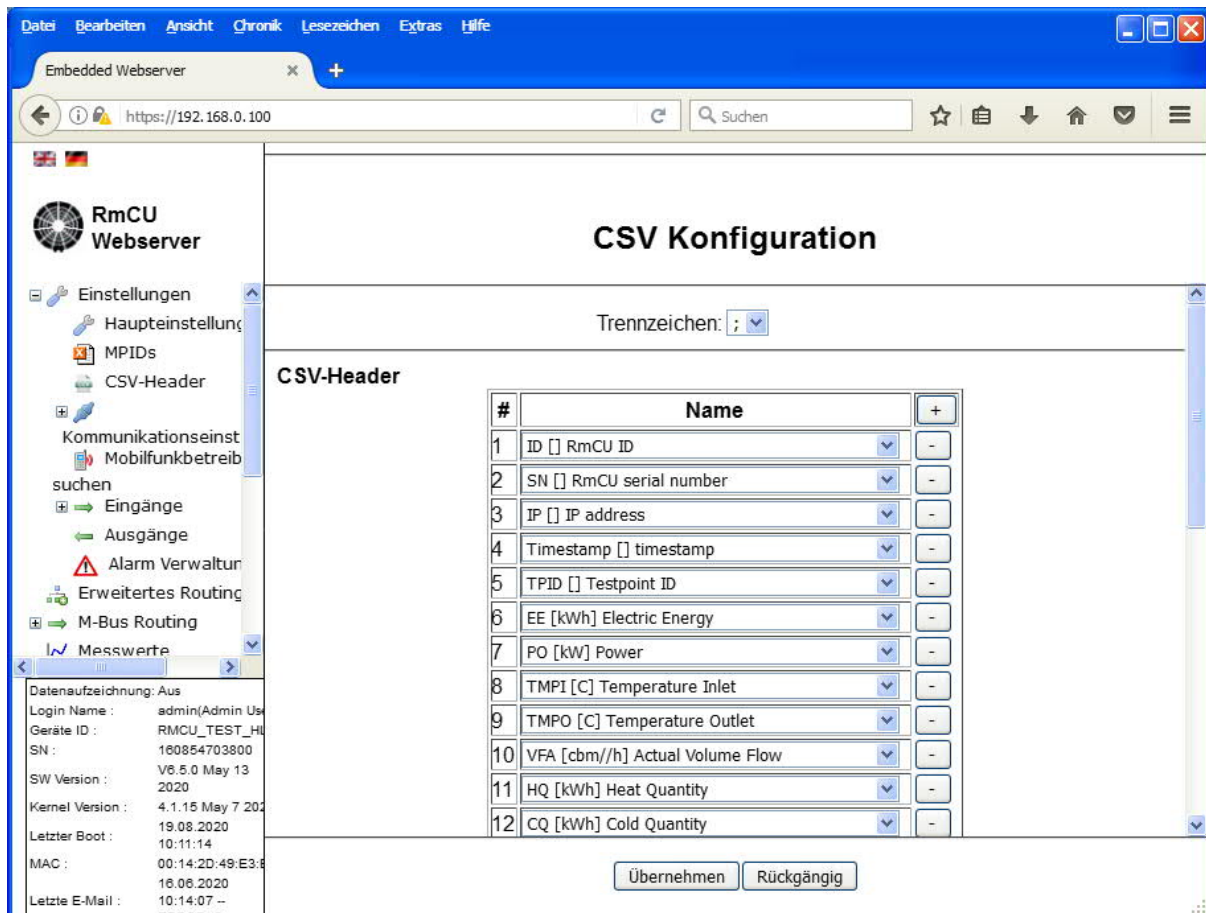 Datei Bearbeiten Ansicht Chronik Lesezeichen Extras Hilfe
Embedded Webserver
https://192.168.0.100
Suchen
RmCU
Webserver
Einstellungen
Haupteinstellung
MPIDs
CSV-Header
Kommunikationseinst
Mobilfunkbetreib
suchen
Eingänge
Ausgänge
Alarm Verwaltun
Erweitertes Routing
M-Bus Routing
Messwerte
Datenaufzeichnung: Aus
Login Name : admin(Admin Use
Geräte ID : RMCU_TEST_HL
SN : 160854703800
SW Version : V6.5.0 May 13
2020
Kernel Version : 4.1.15 May 7 202
Letzter Boot : 19.08.2020
10:11:14
MAC : 00:14:2D:49:E3:E
Letzte E-Mail : 16.06.2020
10:14:07 --
CSV Konfiguration
Trennzeichen: ;
CSV-Header
# Name +
1 ID [] RmCU ID -
2 SN [] RmCU serial number -
3 IP [] IP address -
4 Timestamp [] timestamp -
5 TPID [] Testpoint ID -
6 EE [kWh] Electric Energy -
7 PO [kW] Power -
8 TMPI [C] Temperature Inlet -
9 TMPO [C] Temperature Outlet -
10 VFA [cbm//h] Actual Volume Flow -
11 HQ [kWh] Heat Quantity -
12 CQ [kWh] Cold Quantity -
Übernehmen Rückgängig